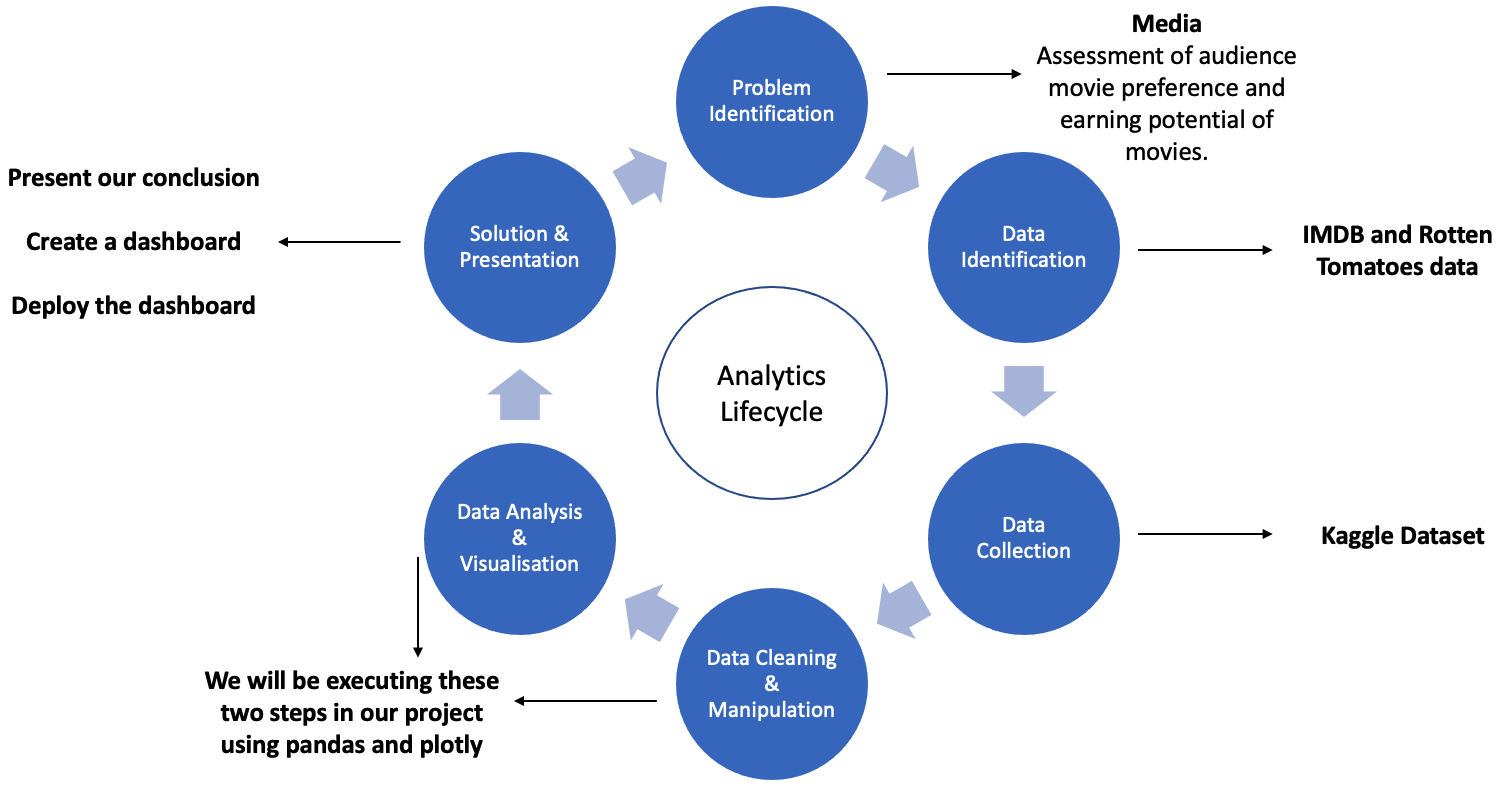 Media
Assessment of audience
movie preference and
earning potential of
movies.
Problem
Identification
Present our conclusion
Create a dashboard
Deploy the dashboard
Solution &
Presentation
Data
Identification
IMDB and Rotten
Tomatoes data
Analytics
Lifecycle
Data Analysis
&
Visualisation
Data
Collection
Kaggle Dataset
Data Cleaning
&
Manipulation
We will be executing these
two steps in our project
using pandas and plotly